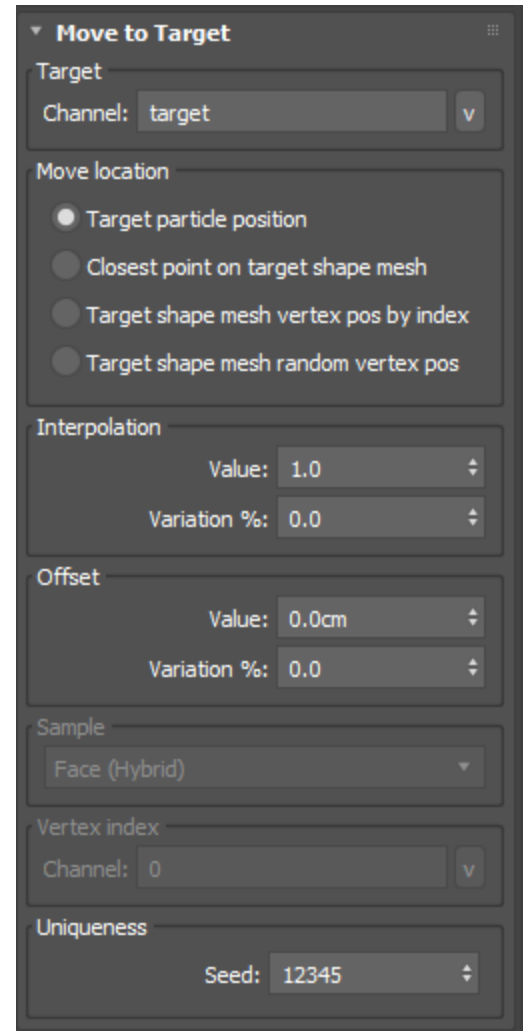 Move to Target
Target
Channel: target v
Move location
Target particle position
Closest point on target shape mesh
Target shape mesh vertex pos by index
Target shape mesh random vertex pos
Interpolation
Value: 1.0
Variation %: 0.0
Offset
Value: 0.0cm
Variation %: 0.0
Sample
Face (Hybrid)
Vertex index
Channel: 0 v
Uniqueness
Seed: 12345